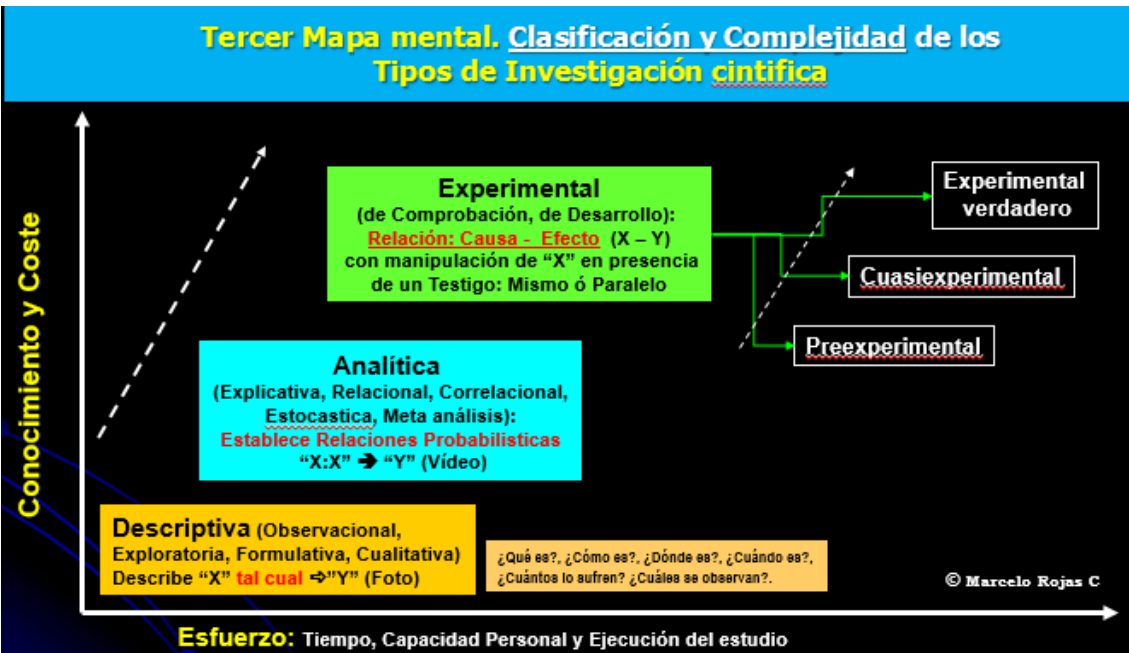 Tercer Mapa mental. Clasificación y Complejidad de los
Tipos de Investigación cintifica
Conocimiento y Coste
Experimental
(de Comprobación, de Desarrollo):
Relación: Causa - Efecto (X – Y)
con manipulación de “X” en presencia
de un Testigo: Mismo ó Paralelo
Experimental
verdadero
Cuasiexperimental
Preexperimental
Analítica
(Explicativa, Relacional, Correlacional,
Estocastica, Meta análisis):
Establece Relaciones Probabilisticas
“X:X” ➔ “Y” (Vídeo)
Descriptiva (Observacional,
Exploratoria, Formulativa, Cualitativa)
Describe “X” tal cual ⇨”Y” (Foto)
¿Qué es?, ¿Cómo es?, ¿Dónde es?, ¿Cuándo es?,
¿Cuántos lo sufren? ¿Cuáles se observan?.
© Marcelo Rojas C
Esfuerzo: Tiempo, Capacidad Personal y Ejecución del estudio